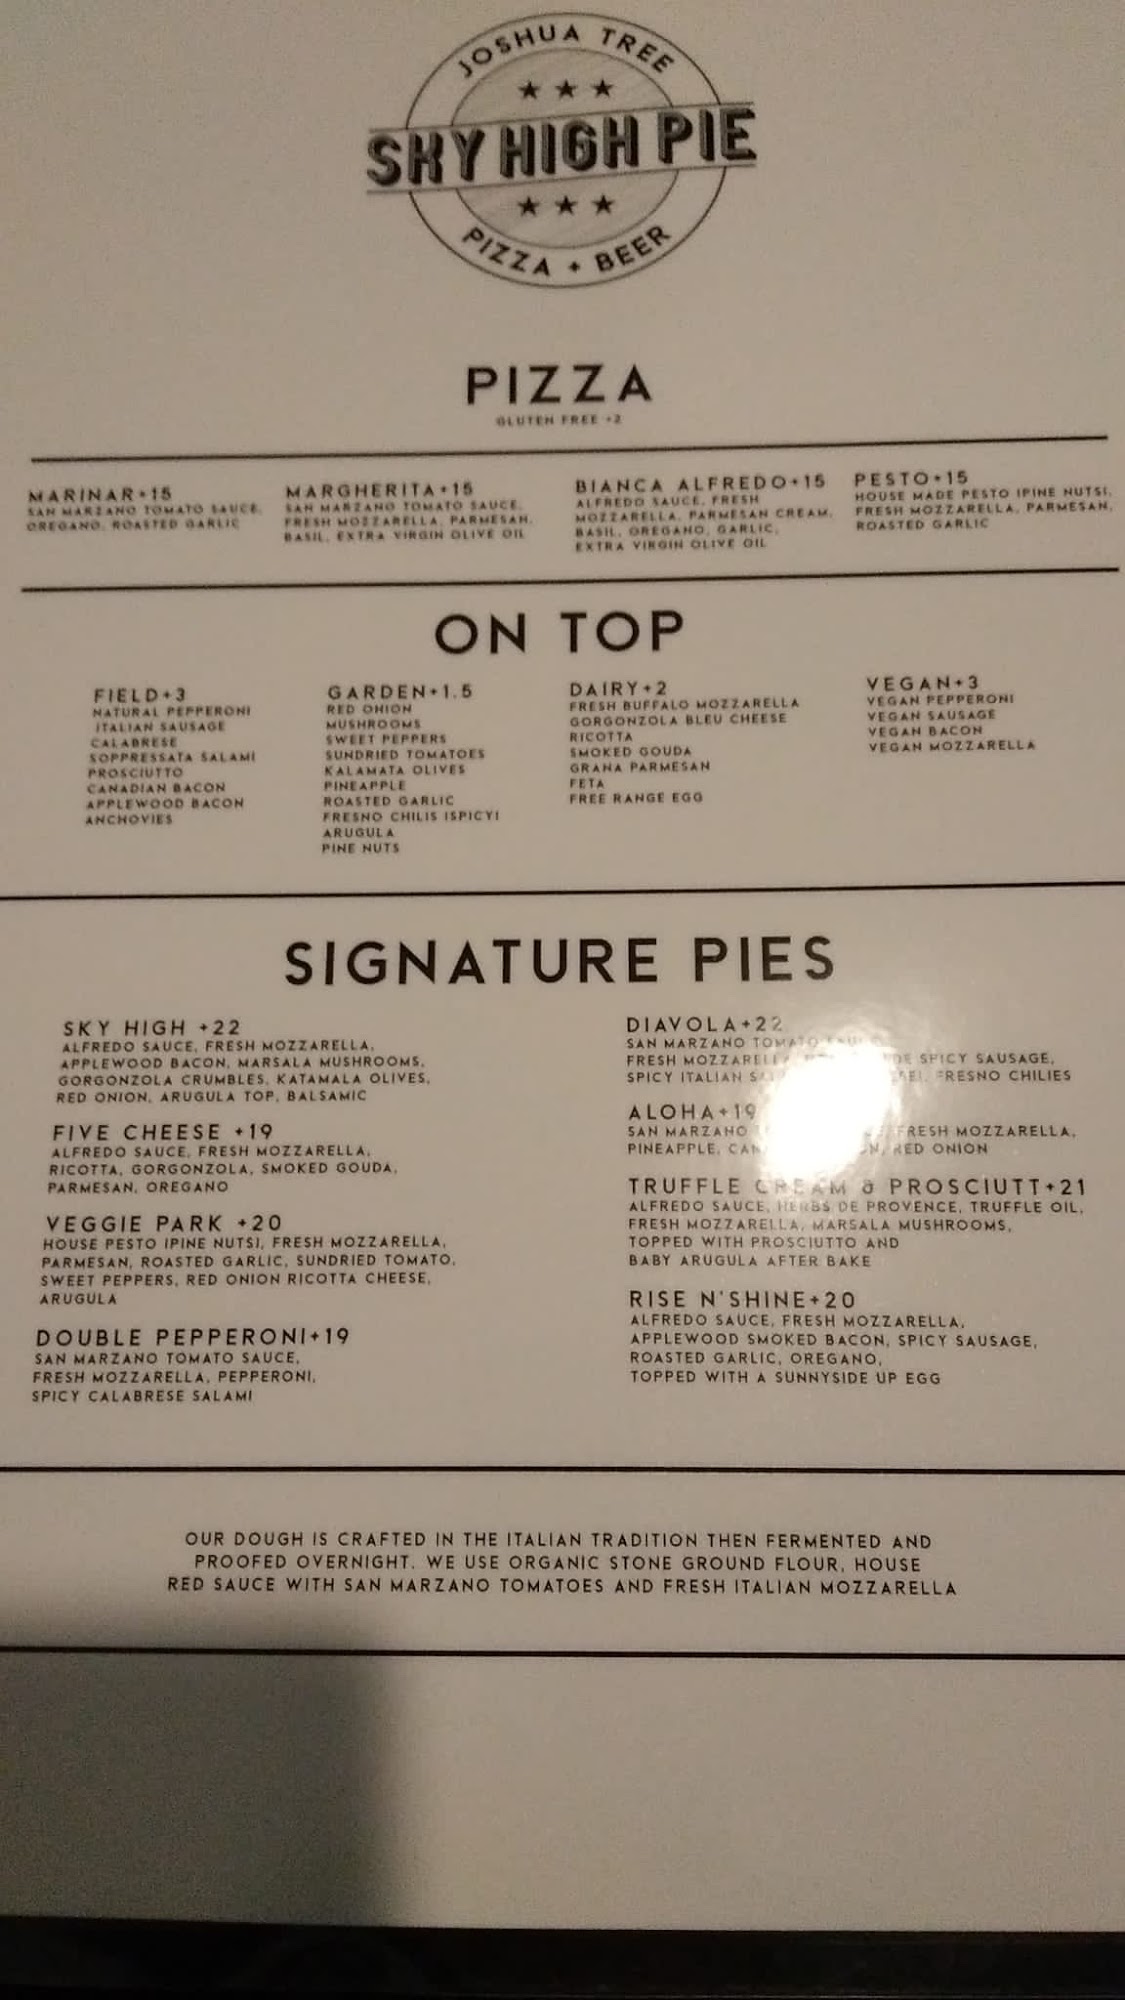 JOSHUA TREE
SKY HIGH PIE
PIZZA + BEER
PIZZA
GLUTEN FREE +2
MARINAR+15
SAN MARZANO TOMATO SAUCE,
OREGANO, ROASTED GARLIC
MARGHERITA+15
SAN MARZANO TOMATO SAUCE,
FRESH MOZZARELLA, PARMESAN,
BASIL, EXTRA VIRGIN OLIVE OIL
BIANCA ALFREDO+15
ALFREDO SAUCE, FRESH
MOZZARELLA, PARMESAN CREAM,
BASIL, OREGANO, GARLIC,
EXTRA VIRGIN OLIVE OIL
PESTO+15
HOUSE MADE PESTO (PINE NUTS),
FRESH MOZZARELLA, PARMESAN,
ROASTED GARLIC
ON TOP
FIELD+3
NATURAL PEPPERONI
ITALIAN SAUSAGE
CALABRESE
SOPPRESSATA SALAMI
PROSCIUTTO
CANADIAN BACON
APPLEWOOD BACON
ANCHOVIES
GARDEN+1.5
RED ONION
MUSHROOMS
SWEET PEPPERS
SUNDRIED TOMATOES
KALAMATA OLIVES
PINEAPPLE
ROASTED GARLIC
FRESNO CHILIS (SPICY)
ARUGULA
PINE NUTS
DAIRY+2
FRESH BUFFALO MOZZARELLA
GORGONZOLA BLEU CHEESE
RICOTTA
SMOKED GOUDA
GRANA PARMESAN
FETA
FREE RANGE EGG
VEGAN+3
VEGAN PEPPERONI
VEGAN SAUSAGE
VEGAN BACON
VEGAN MOZZARELLA
SIGNATURE PIES
SKY HIGH +22
ALFREDO SAUCE, FRESH MOZZARELLA,
APPLEWOOD BACON, MARSALA MUSHROOMS,
GORGONZOLA CRUMBLES, KATAMALA OLIVES,
RED ONION, ARUGULA TOP, BALSAMIC
FIVE CHEESE +19
ALFREDO SAUCE, FRESH MOZZARELLA,
RICOTTA, GORGONZOLA, SMOKED GOUDA,
PARMESAN, OREGANO
VEGGIE PARK +20
HOUSE PESTO (PINE NUTS), FRESH MOZZARELLA,
PARMESAN, ROASTED GARLIC, SUNDRIED TOMATO,
SWEET PEPPERS, RED ONION RICOTTA CHEESE,
ARUGULA
DOUBLE PEPPERONI+19
SAN MARZANO TOMATO SAUCE,
FRESH MOZZARELLA, PEPPERONI,
SPICY CALABRESE SALAMI
DIAVOLA+22
SAN MARZANO TOMATO SAUCE
FRESH MOZZARELLA, SPICY SAUSAGE,
SPICY ITALIAN FRESNO CHILIES
ALOHA+19
SAN MARZANO FRESH MOZZARELLA,
PINEAPPLE, RED ONION
TRUFFLE CREAM & PROSCIUTT+21
ALFREDO SAUCE, HERBS DE PROVENCE, TRUFFLE OIL,
FRESH MOZZARELLA, MARSALA MUSHROOMS,
TOPPED WITH PROSCIUTTO AND
BABY ARUGULA AFTER BAKE
RISE N'SHINE+20
ALFREDO SAUCE, FRESH MOZZARELLA,
APPLEWOOD SMOKED BACON, SPICY SAUSAGE,
ROASTED GARLIC, OREGANO,
TOPPED WITH A SUNNYSIDE UP EGG
OUR DOUGH IS CRAFTED IN THE ITALIAN TRADITION THEN FERMENTED AND
PROOFED OVERNIGHT. WE USE ORGANIC STONE GROUND FLOUR, HOUSE
RED SAUCE WITH SAN MARZANO TOMATOES AND FRESH ITALIAN MOZZARELLA